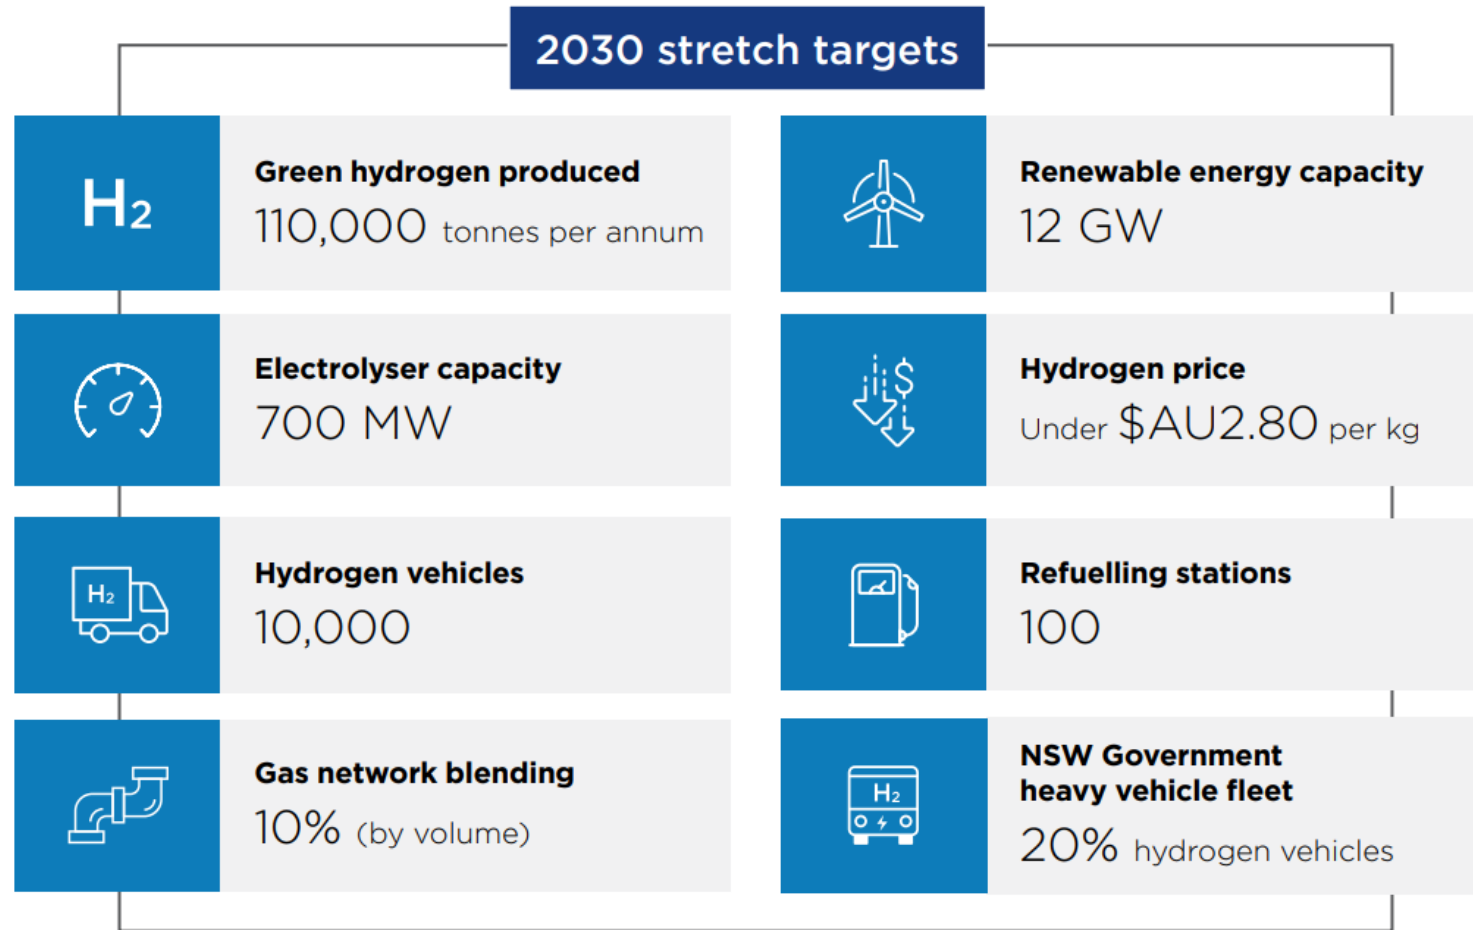 2030 stretch targets
H2
Green hydrogen produced
110,000 tonnes per annum
Renewable energy capacity
12 GW
Electrolyser capacity
700 MW
$
Hydrogen price
Under $AU2.80 per kg
H2
Hydrogen vehicles
10,000
Refuelling stations
100
Gas network blending
10% (by volume)
H2
NSW Government
heavy vehicle fleet
20% hydrogen vehicles